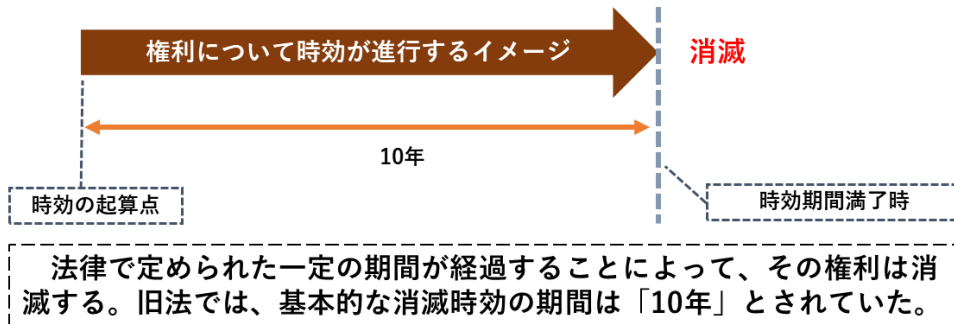 権利について時効が進行するイメージ
消滅
10年
時効の起算点
時効期間満了時
法律で定められた一定の期間が経過することによって、その権利は消
滅する。旧法では、基本的な消滅時効の期間は「10年」とされていた。